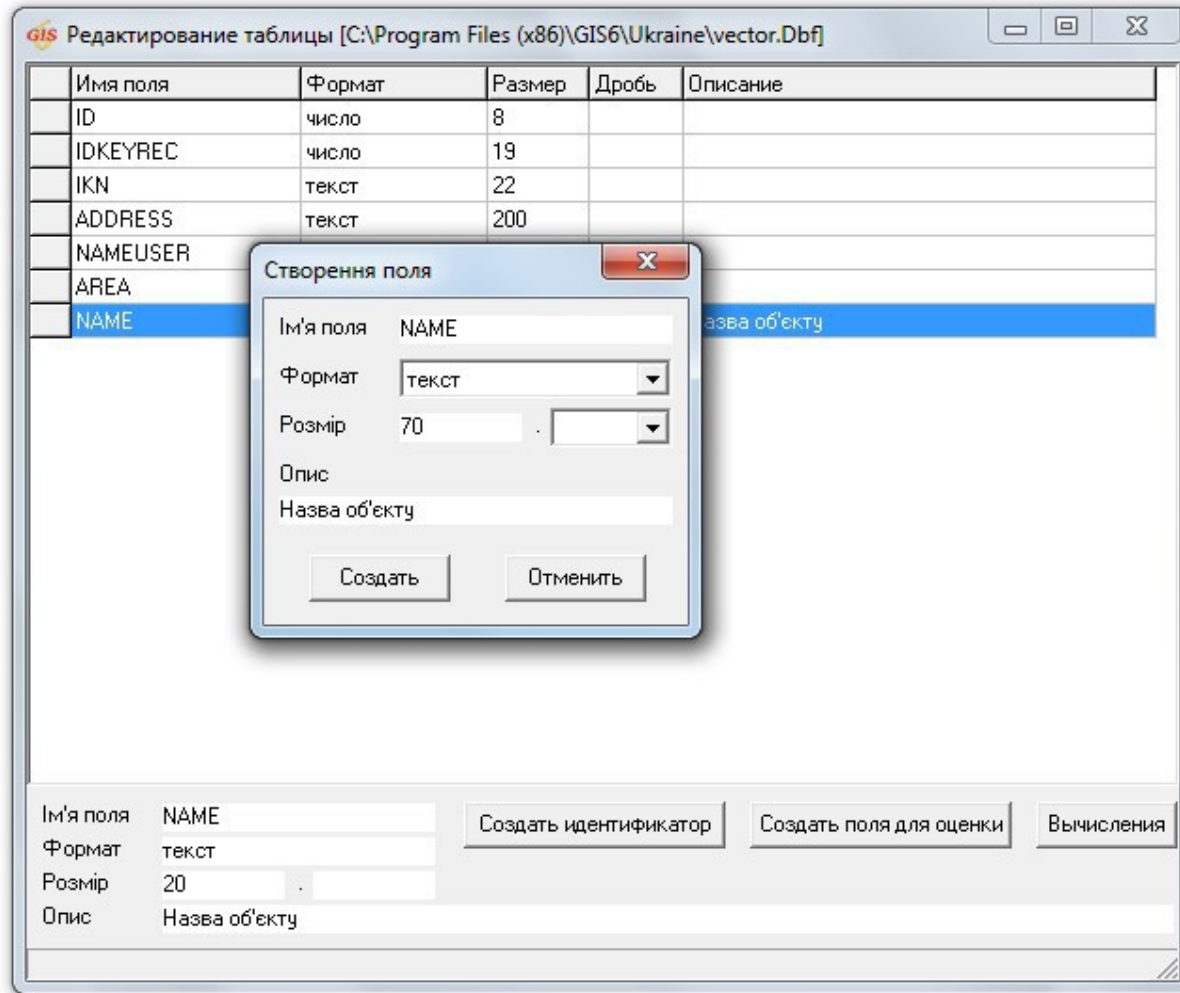 GIS Редактирование таблицы [C:\Program Files (x86)\GIS6\Ukraine\vector.Dbf]
Имя поля Формат Размер Дробь Описание
ID число 8
IDKEYREC число 19
IKN текст 22
ADDRESS текст 200
NAMEUSER
AREA
NAME азва об'єкту
Створення поля
Ім'я поля NAME
Формат текст
Розмір 70 .
Опис
Назва об'єкту
Создать Отменить
Ім'я поля NAME
Формат текст
Розмір 20 .
Опис Назва об'єкту
Создать идентификатор Создать поля для оценки Вычисления